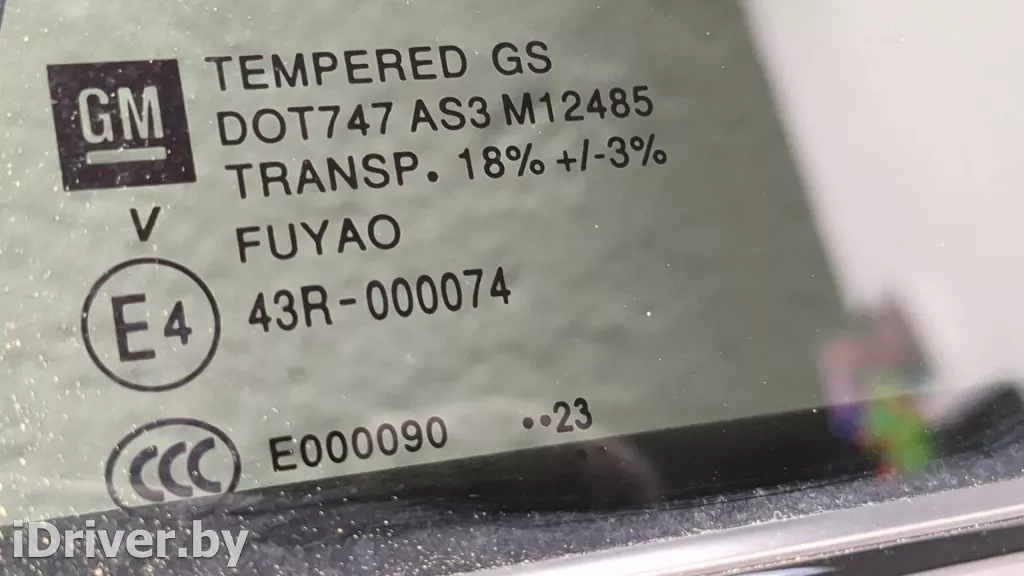 GM
TEMPERED GS
DOT747 AS3 M12485
TRANSP. 18% +/-3%
V
FUYAO
E4
43R-000074
CCC
E000090 ••23
iDriver.by